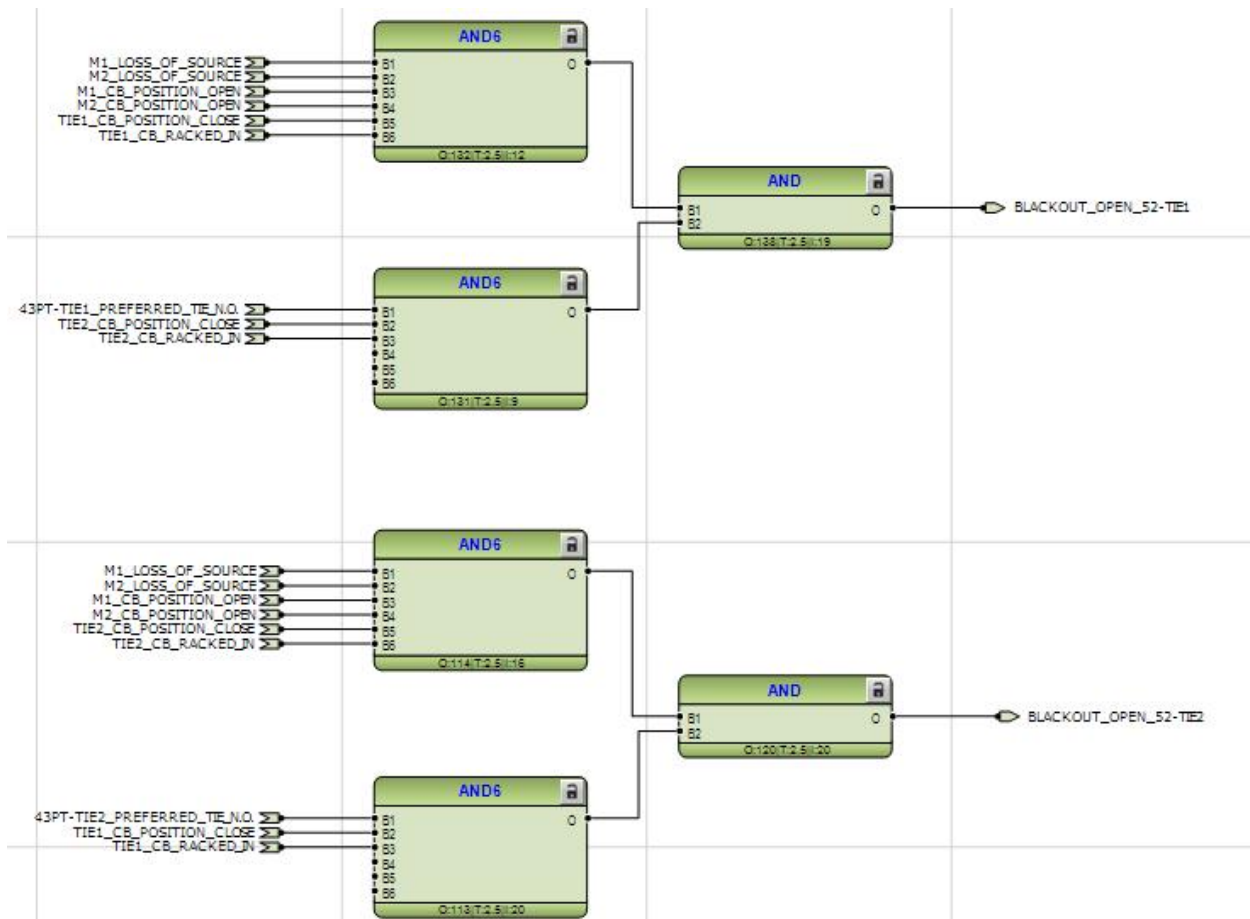 AND6
M1_LOSS_OF_SOURCE B1 O
M2_LOSS_OF_SOURCE B2
M1_CB_POSITION_OPEN B3
M2_CB_POSITION_OPEN B4
TIE1_CB_POSITION_CLOSE B5
TIE1_CB_RACKED_IN B6
O:132|T:2.5|I:12
AND
B1 O BLACKOUT_OPEN_52-TIE1
B2
O:138|T:2.5|I:19
AND6
43PT-TIE1_PREFERRED_TIE_N.O. B1 O
TIE2_CB_POSITION_CLOSE B2
TIE2_CB_RACKED_IN B3
B4
B5
B6
O:131|T:2.5|I:9
AND6
M1_LOSS_OF_SOURCE B1 O
M2_LOSS_OF_SOURCE B2
M1_CB_POSITION_OPEN B3
M2_CB_POSITION_OPEN B4
TIE2_CB_POSITION_CLOSE B5
TIE2_CB_RACKED_IN B6
O:114|T:2.5|I:16
AND
B1 O BLACKOUT_OPEN_52-TIE2
B2
O:120|T:2.5|I:20
AND6
43PT-TIE2_PREFERRED_TIE_N.O. B1 O
TIE1_CB_POSITION_CLOSE B2
TIE1_CB_RACKED_IN B3
B4
B5
B6
O:113|T:2.5|I:20